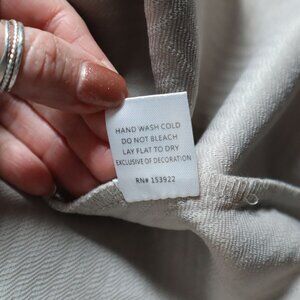 HAND WASH COLD
DO NOT BLEACH
LAY FLAT TO DRY
EXCLUSIVE OF DECORATION
RN# 153922